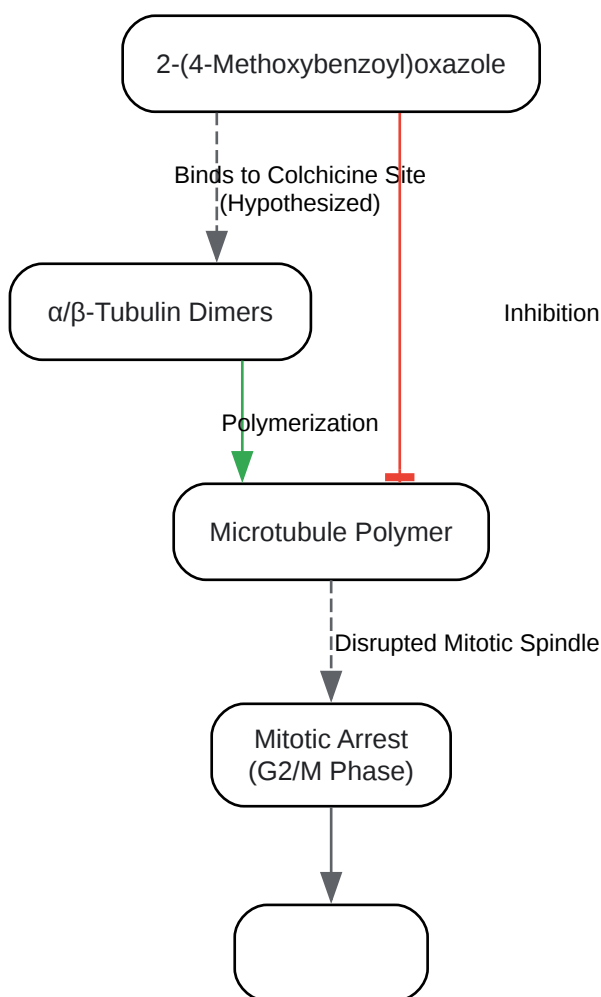 2-(4-Methoxybenzoyl)oxazole
Binds to Colchicine Site
(Hypothesized)
α/β-Tubulin Dimers
Inhibition
Polymerization
Microtubule Polymer
Disrupted Mitotic Spindle
Mitotic Arrest
(G2/M Phase)